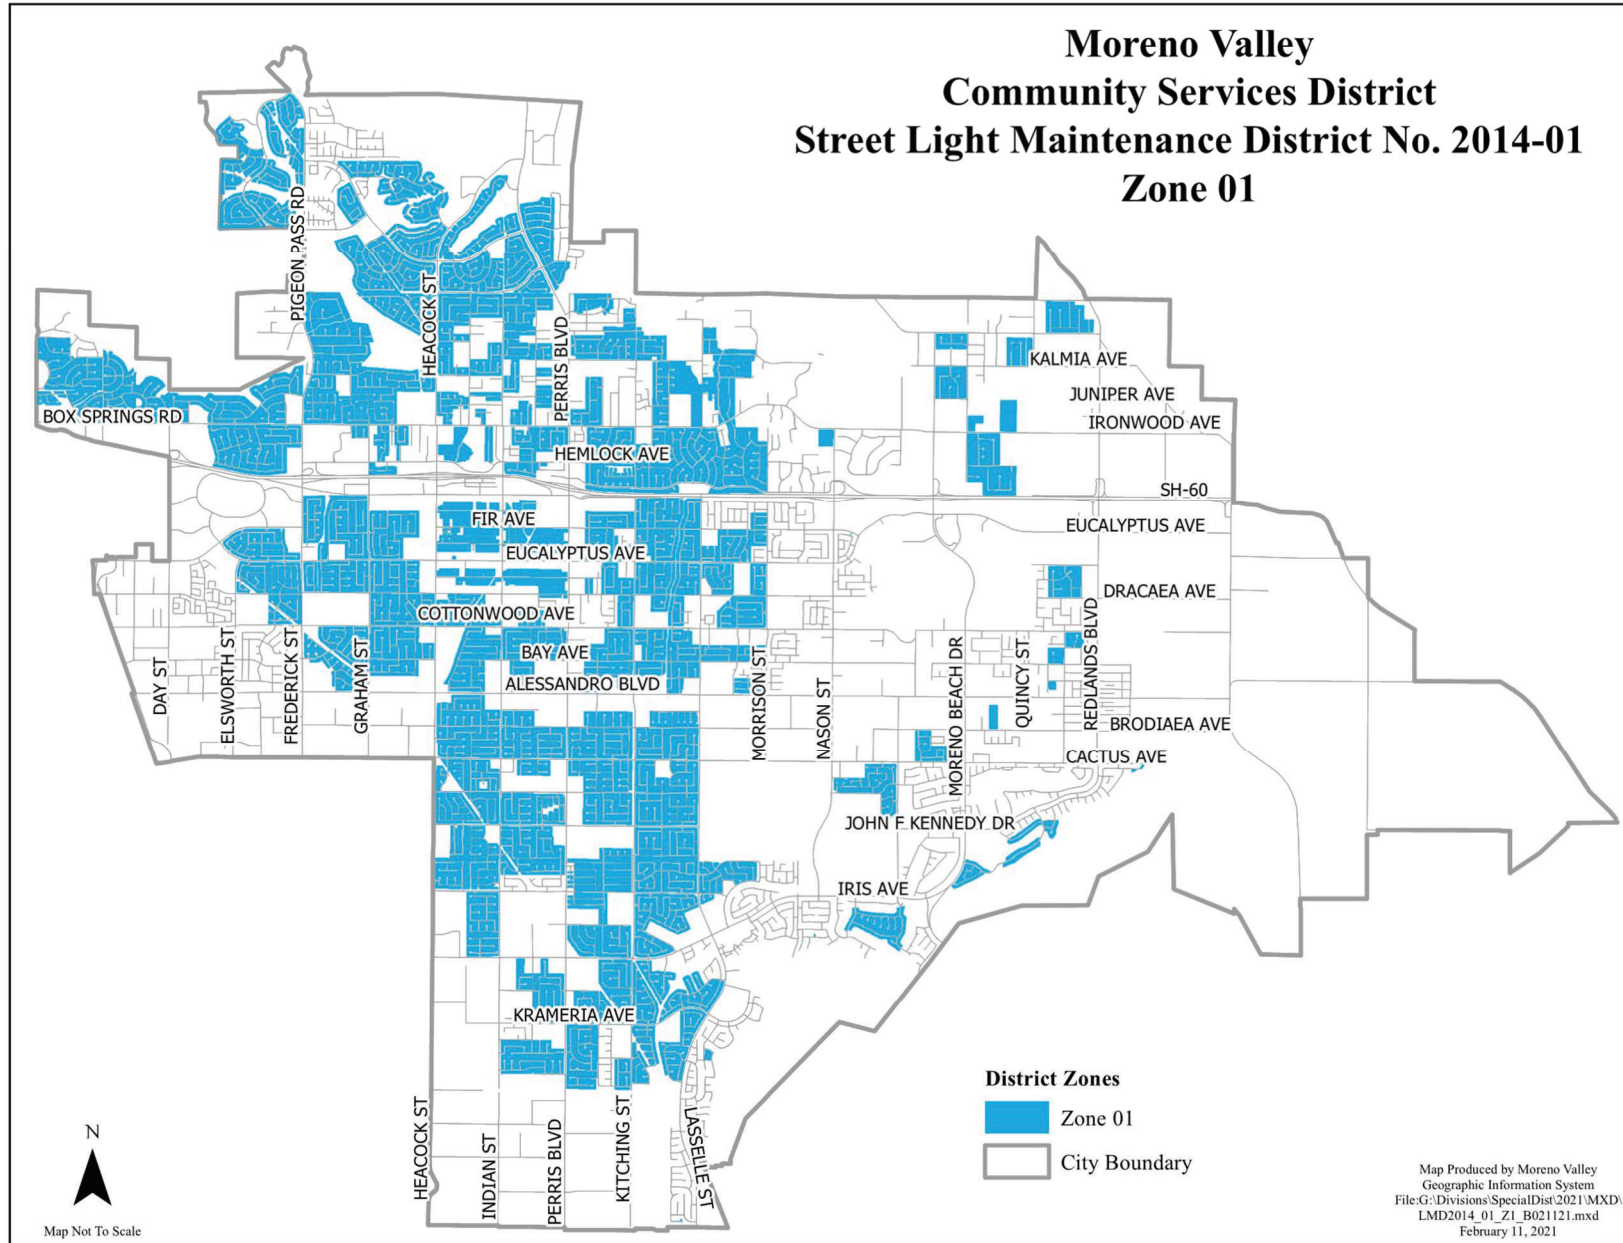 Moreno Valley
Community Services District
Street Light Maintenance District No. 2014-01
Zone 01
PIGEON PASS RD
HEACOCK ST
PERRIS BLVD
KALMIA AVE
JUNIPER AVE
BOX SPRINGS RD
IRONWOOD AVE
HEMLOCK AVE
SH-60
FIR AVE
EUCALYPTUS AVE
EUCALYPTUS AVE
DRACAEA AVE
COTTONWOOD AVE
BAY AVE
ALESSANDRO BLVD
DAY ST
ELSWORTH ST
FREDERICK ST
GRAHAM ST
MORRISON ST
NASON ST
MORENO BEACH DR
QUINCY ST
REDLANDS BLVD
BRODIAEA AVE
CACTUS AVE
JOHN F KENNEDY DR
IRIS AVE
KRAMERIA AVE
HEACOCK ST
INDIAN ST
PERRIS BLVD
KITCHING ST
LASSELLE ST
District Zones
Zone 01
City Boundary
N
Map Not To Scale
Map Produced by Moreno Valley
Geographic Information System
File:G:\Divisions\SpecialDist\2021\MXD\
LMD2014_01_Z1_B021121.mxd
February 11, 2021